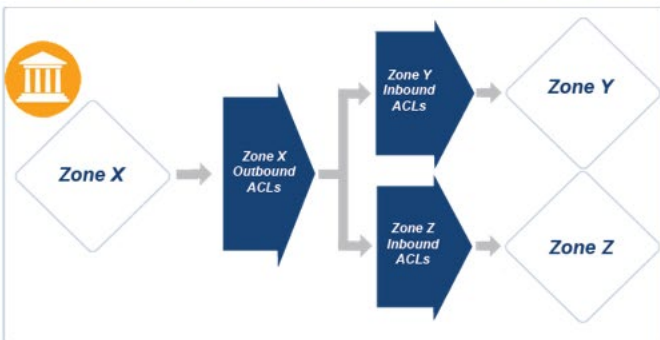 Zone X
Zone X
Outbound
ACLs
Zone Y
Inbound
ACLs
Zone Y
Zone Z
Inbound
ACLs
Zone Z